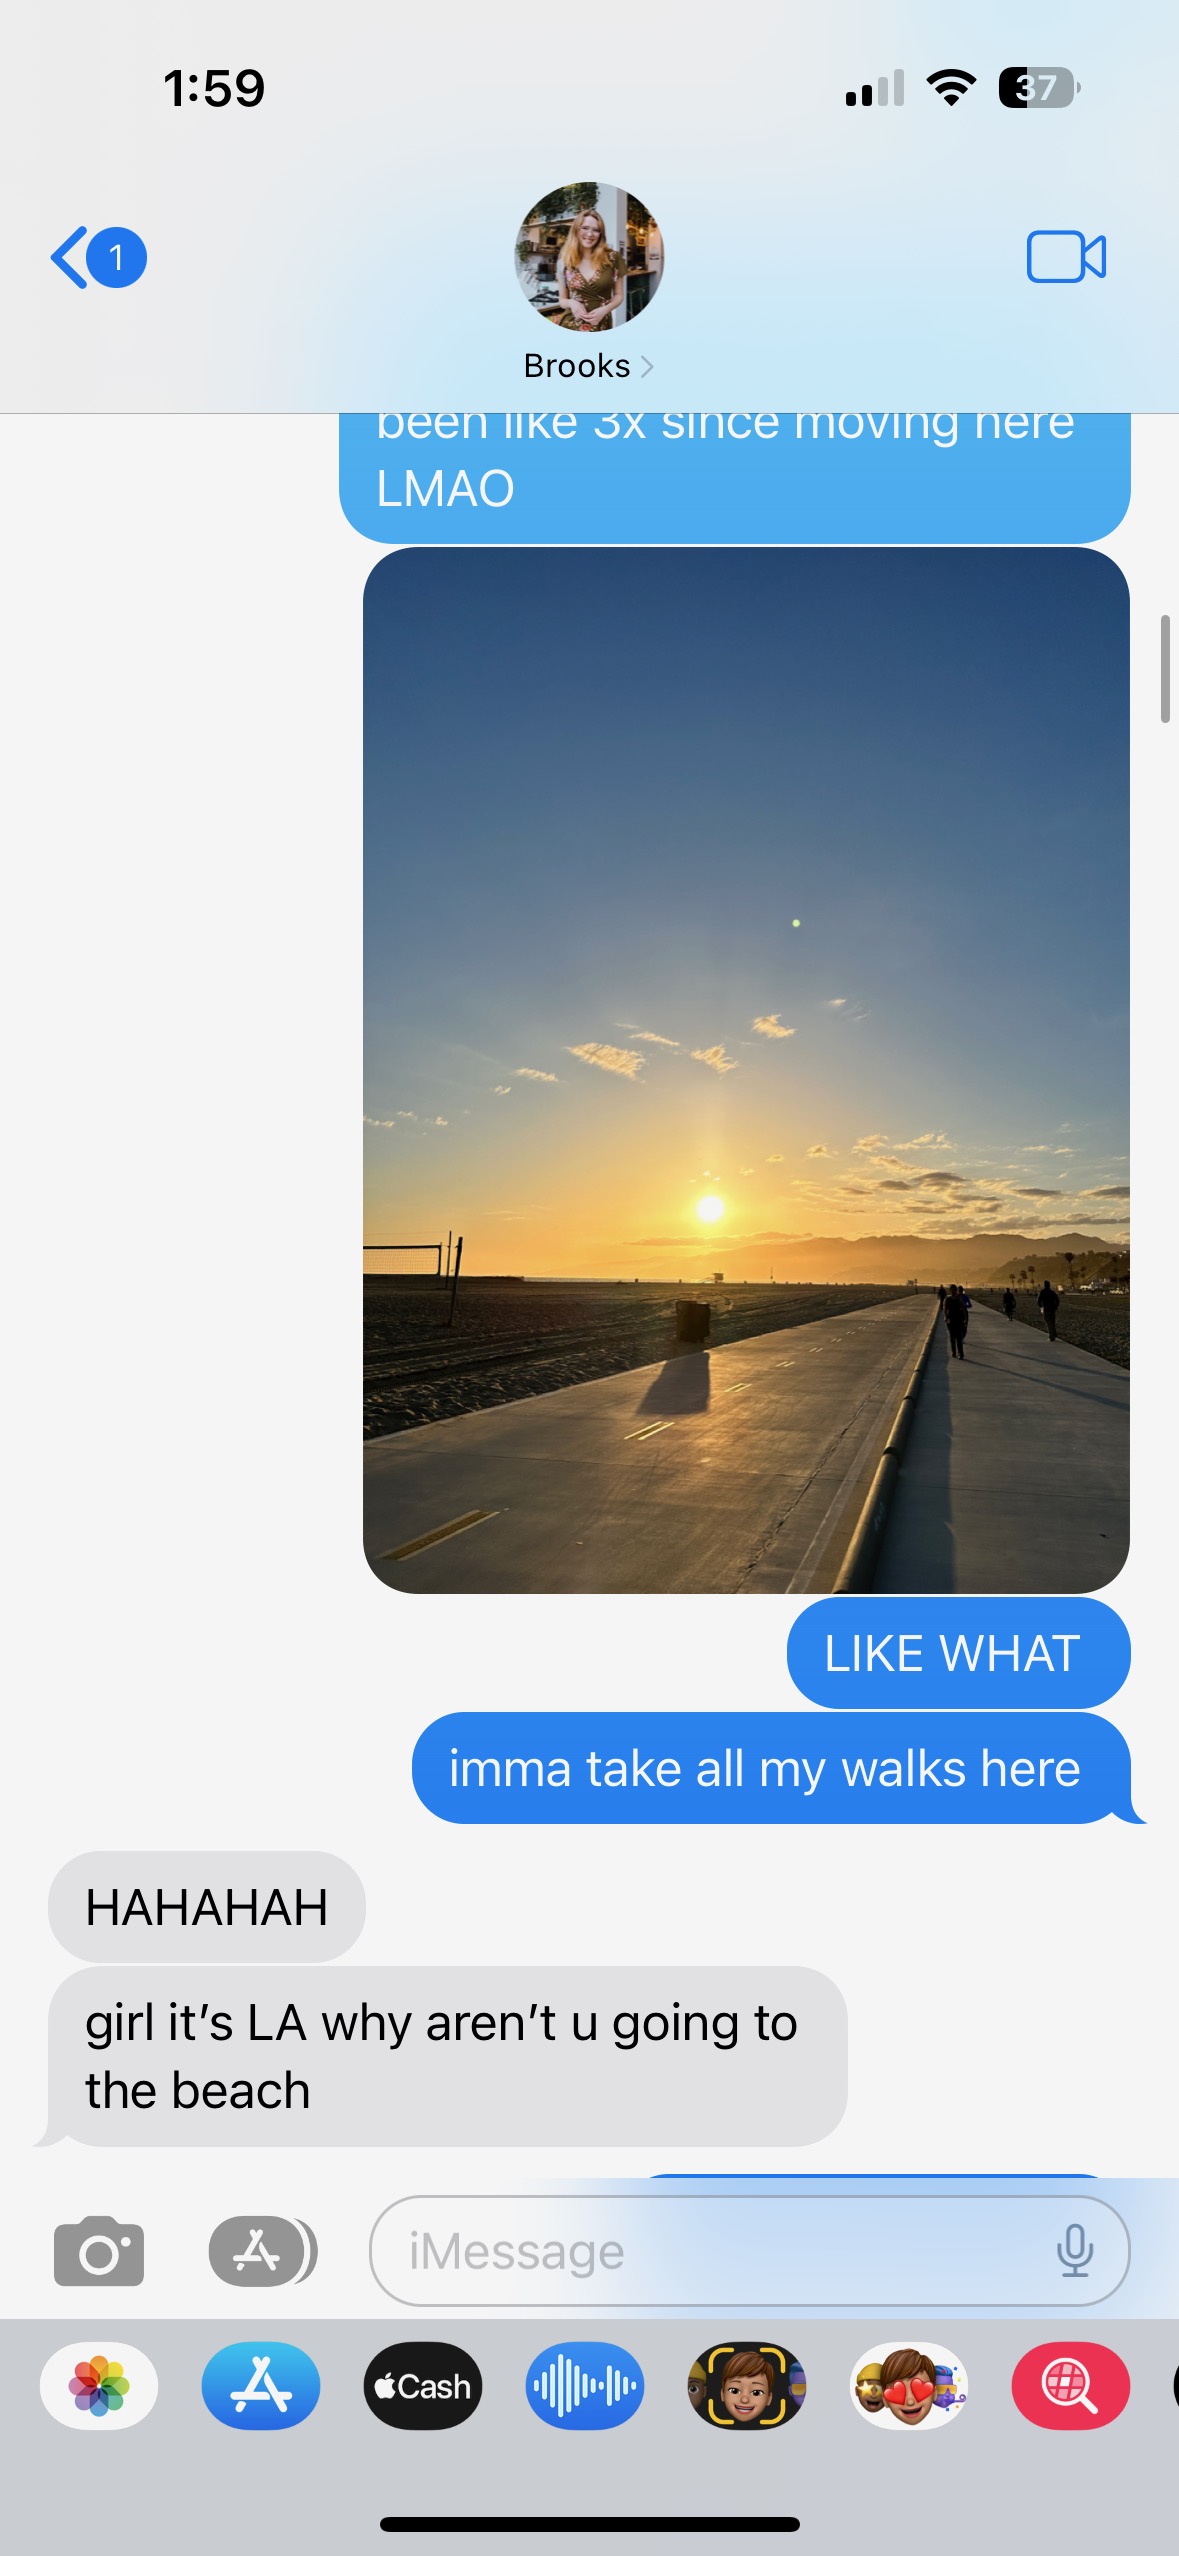 1:59
37
1
Brooks
been like 3x since moving here
LMAO
LIKE WHAT
imma take all my walks here
HAHAHAH
girl it’s LA why aren’t u going to
the beach
iMessage
Cash